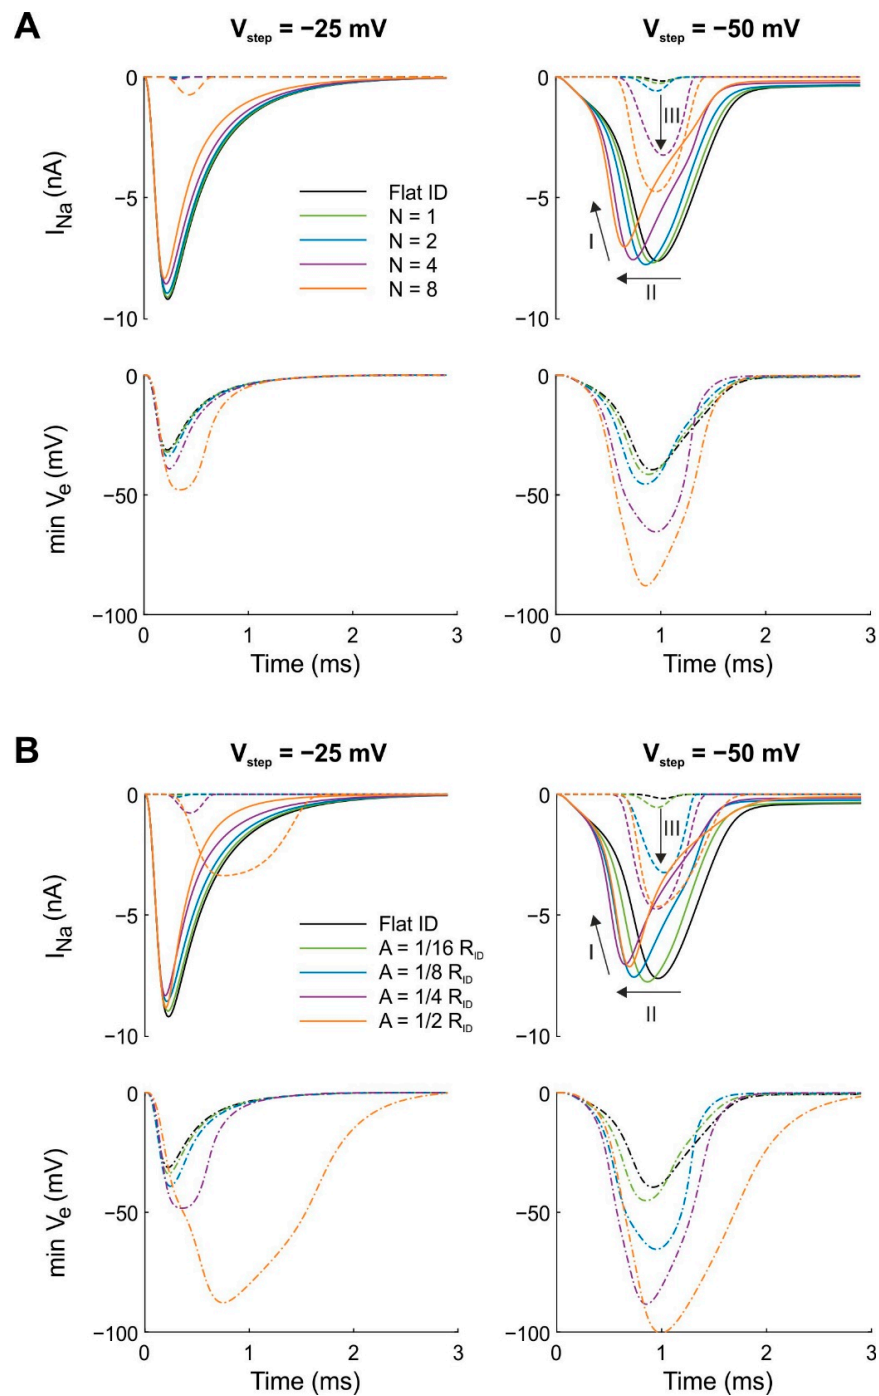 A
Vstep = −25 mV
Vstep = −50 mV
0
−5
−10
INa (nA)
Flat ID
N = 1
N = 2
N = 4
N = 8
0
−5
−10
I
II
III
0
−50
−100
min Ve (mV)
0 1 2 3
Time (ms)
0
−50
−100
0 1 2 3
Time (ms)
B
Vstep = −25 mV
Vstep = −50 mV
0
−5
−10
INa (nA)
Flat ID
A = 1/16 RID
A = 1/8 RID
A = 1/4 RID
A = 1/2 RID
0
−5
−10
I
II
III
0
−50
−100
min Ve (mV)
0 1 2 3
Time (ms)
0
−50
−100
0 1 2 3
Time (ms)